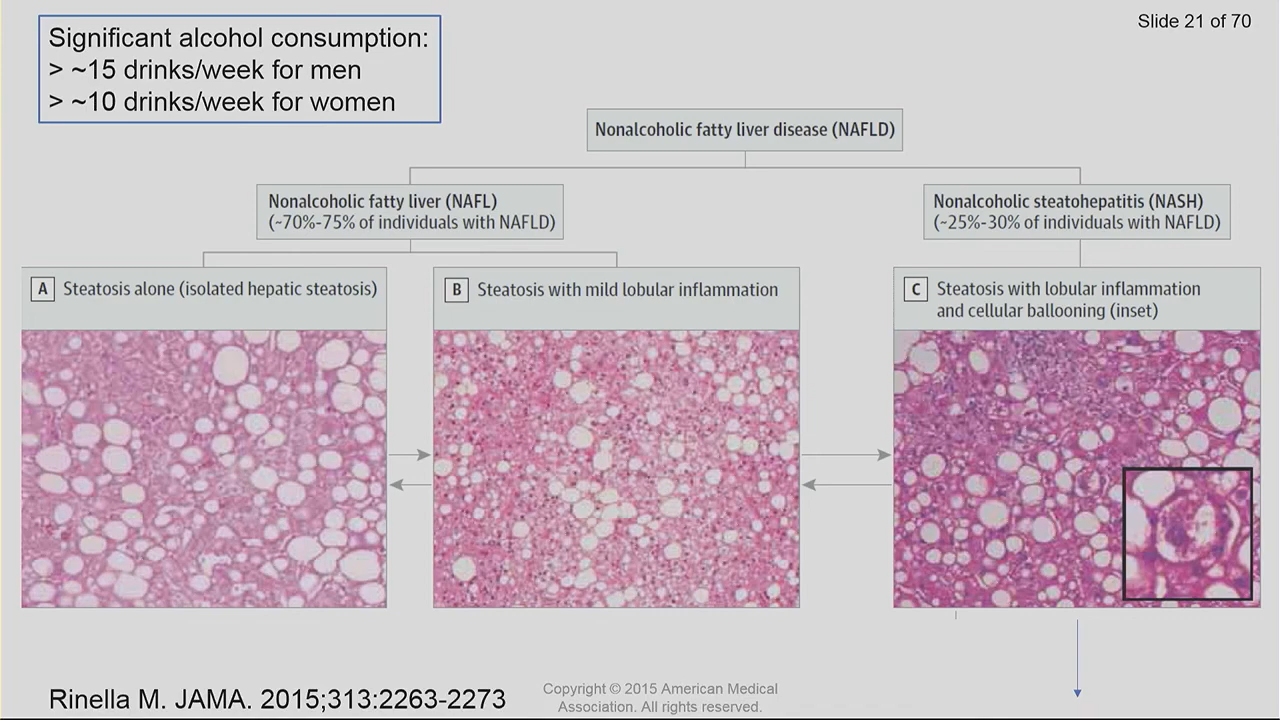 Slide 21 of 70
Significant alcohol consumption:
> ~15 drinks/week for men
> ~10 drinks/week for women
Nonalcoholic fatty liver disease (NAFLD)
Nonalcoholic fatty liver (NAFL)
(~70%-75% of individuals with NAFLD)
Nonalcoholic steatohepatitis (NASH)
(~25%-30% of individuals with NAFLD)
A Steatosis alone (isolated hepatic steatosis)
B Steatosis with mild lobular inflammation
C Steatosis with lobular inflammation
and cellular ballooning (inset)
Rinella M. JAMA. 2015;313:2263-2273
Copyright © 2015 American Medical
Association. All rights reserved.